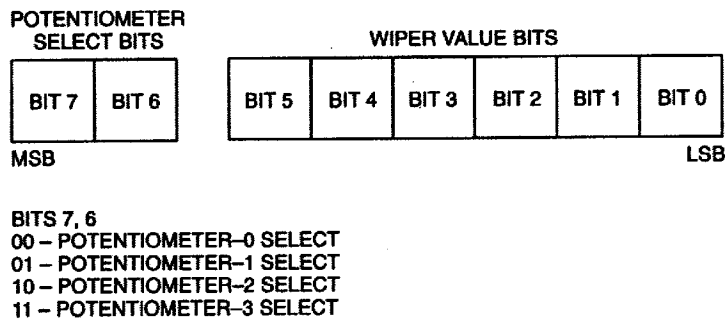 POTENTIOMETER
SELECT BITS
WIPER VALUE BITS
BIT 7 BIT 6 BIT 5 BIT 4 BIT 3 BIT 2 BIT 1 BIT 0
MSB LSB
BITS 7, 6
00 – POTENTIOMETER–0 SELECT
01 – POTENTIOMETER–1 SELECT
10 – POTENTIOMETER–2 SELECT
11 – POTENTIOMETER–3 SELECT